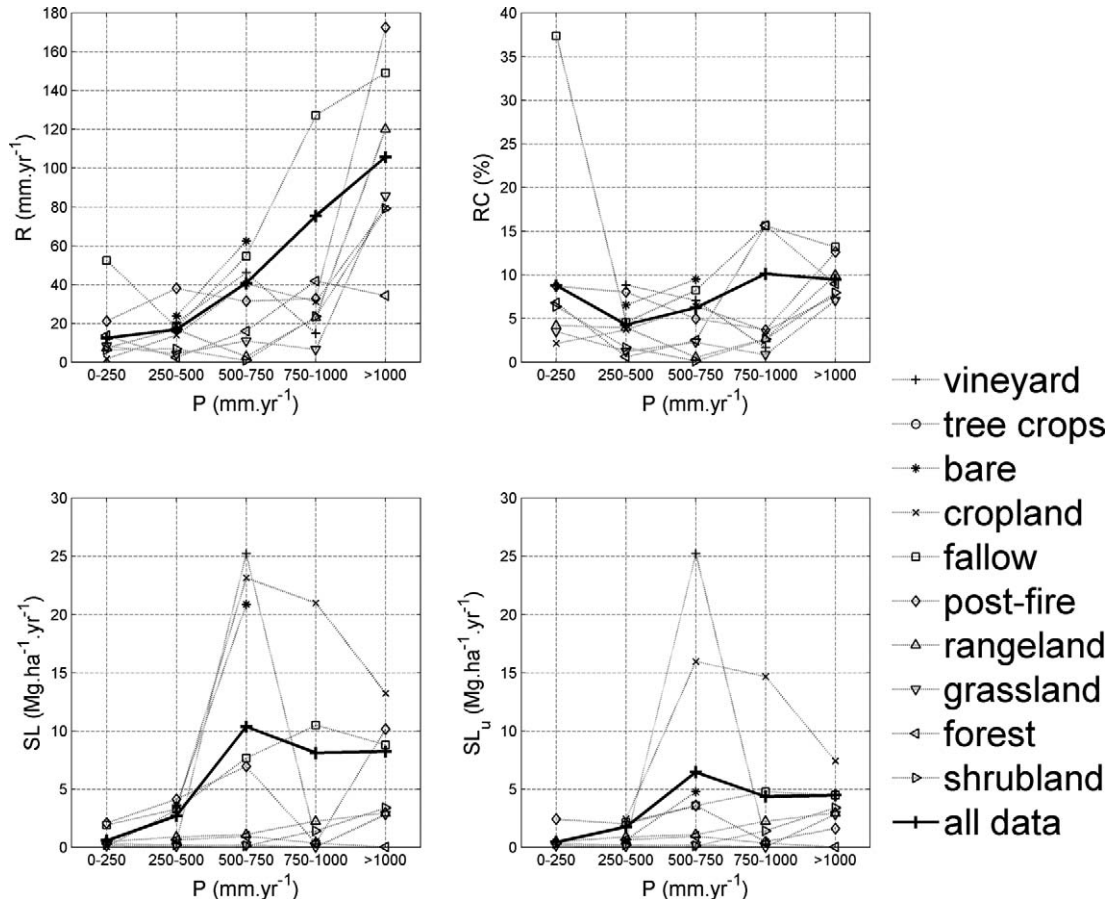 180
160
140
120
100
80
60
40
20
0
R (mm.yr-1)
0-250 250-500 500-750 750-1000 >1000
P (mm.yr-1)
40
35
30
25
20
15
10
5
0
RC (%)
0-250 250-500 500-750 750-1000 >1000
P (mm.yr-1)
30
25
20
15
10
5
0
SL (Mg.ha-1.yr-1)
0-250 250-500 500-750 750-1000 >1000
P (mm.yr-1)
30
25
20
15
10
5
0
SLu (Mg.ha-1.yr-1)
0-250 250-500 500-750 750-1000 >1000
P (mm.yr-1)
vineyard
tree crops
bare
cropland
fallow
post-fire
rangeland
grassland
forest
shrubland
all data